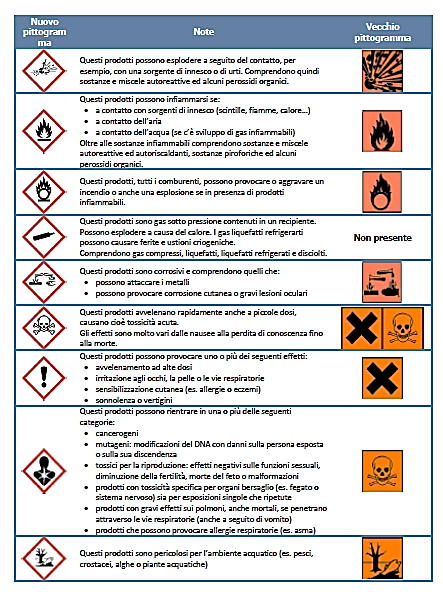 Nuovo
pittogram
ma
Note
Vecchio
pittogramma
Questi prodotti possono esplodere a seguito del contatto, per
esempio, con una sorgente di innesco o di urti. Comprendono quindi
sostanze e miscele autoreattive ed alcuni perossidi organici.
Questi prodotti possono infiammarsi se:
• a contatto con sorgenti di innesco (scintille, fiamme, calore...)
• a contatto dell'aria
• a contatto dell'acqua (se c'è sviluppo di gas infiammabili)
Oltre alle sostanze infiammabili comprendono sostanze e miscele
autoreattive ed autoriscaldanti, sostanze piroforiche ed alcuni
perossidi organici.
Questi prodotti, tutti i comburenti, possono provocare o aggravare un
incendio o anche una esplosione se in presenza di prodotti
infiammabili.
Questi prodotti sono gas sotto pressione contenuti in un recipiente.
Possono esplodere a causa del calore. I gas liquefatti refrigerati
possono causare ferite e ustioni criogeniche.
Comprendono gas compressi, liquefatti, liquefatti refrigerati e disciolti.
Non presente
Questi prodotti sono corrosivi e comprendono quelli che:
• possono attaccare i metalli
• possono provocare corrosione cutanea o gravi lesioni oculari
Questi prodotti avvelenano rapidamente anche a piccole dosi,
causano cioè tossicità acuta.
Gli effetti sono molto vari dalle nausee alla perdita di conoscenza fino
alla morte.
Questi prodotti possono provocare uno o più dei seguenti effetti:
• avvelenamento ad alte dosi
• irritazione agli occhi, la pelle o le vie respiratorie
• sensibilizzazione cutanea (es. allergie o eczemi)
• sonnolenza o vertigini
Questi prodotti possono rientrare in una o più delle seguenti
categorie:
• cancerogeni
• mutageni: modificazioni del DNA con danni sulla persona esposta
o sulla sua discendenza
• tossici per la riproduzione: effetti negativi sulle funzioni sessuali,
diminuzione della fertilità, morte del feto o malformazioni
• prodotti con tossicità specifica per organi bersaglio (es. fegato o
sistema nervoso) sia per esposizioni singole che ripetute
• prodotti con gravi effetti sui polmoni, anche mortali, se penetrano
attraverso le vie respiratorie (anche a seguito di vomito)
• prodotti che possono provocare allergie respiratorie (es. asma)
Questi prodotti sono pericolosi per l'ambiente acquatico (es. pesci,
crostacei, alghe o piante acquatiche)